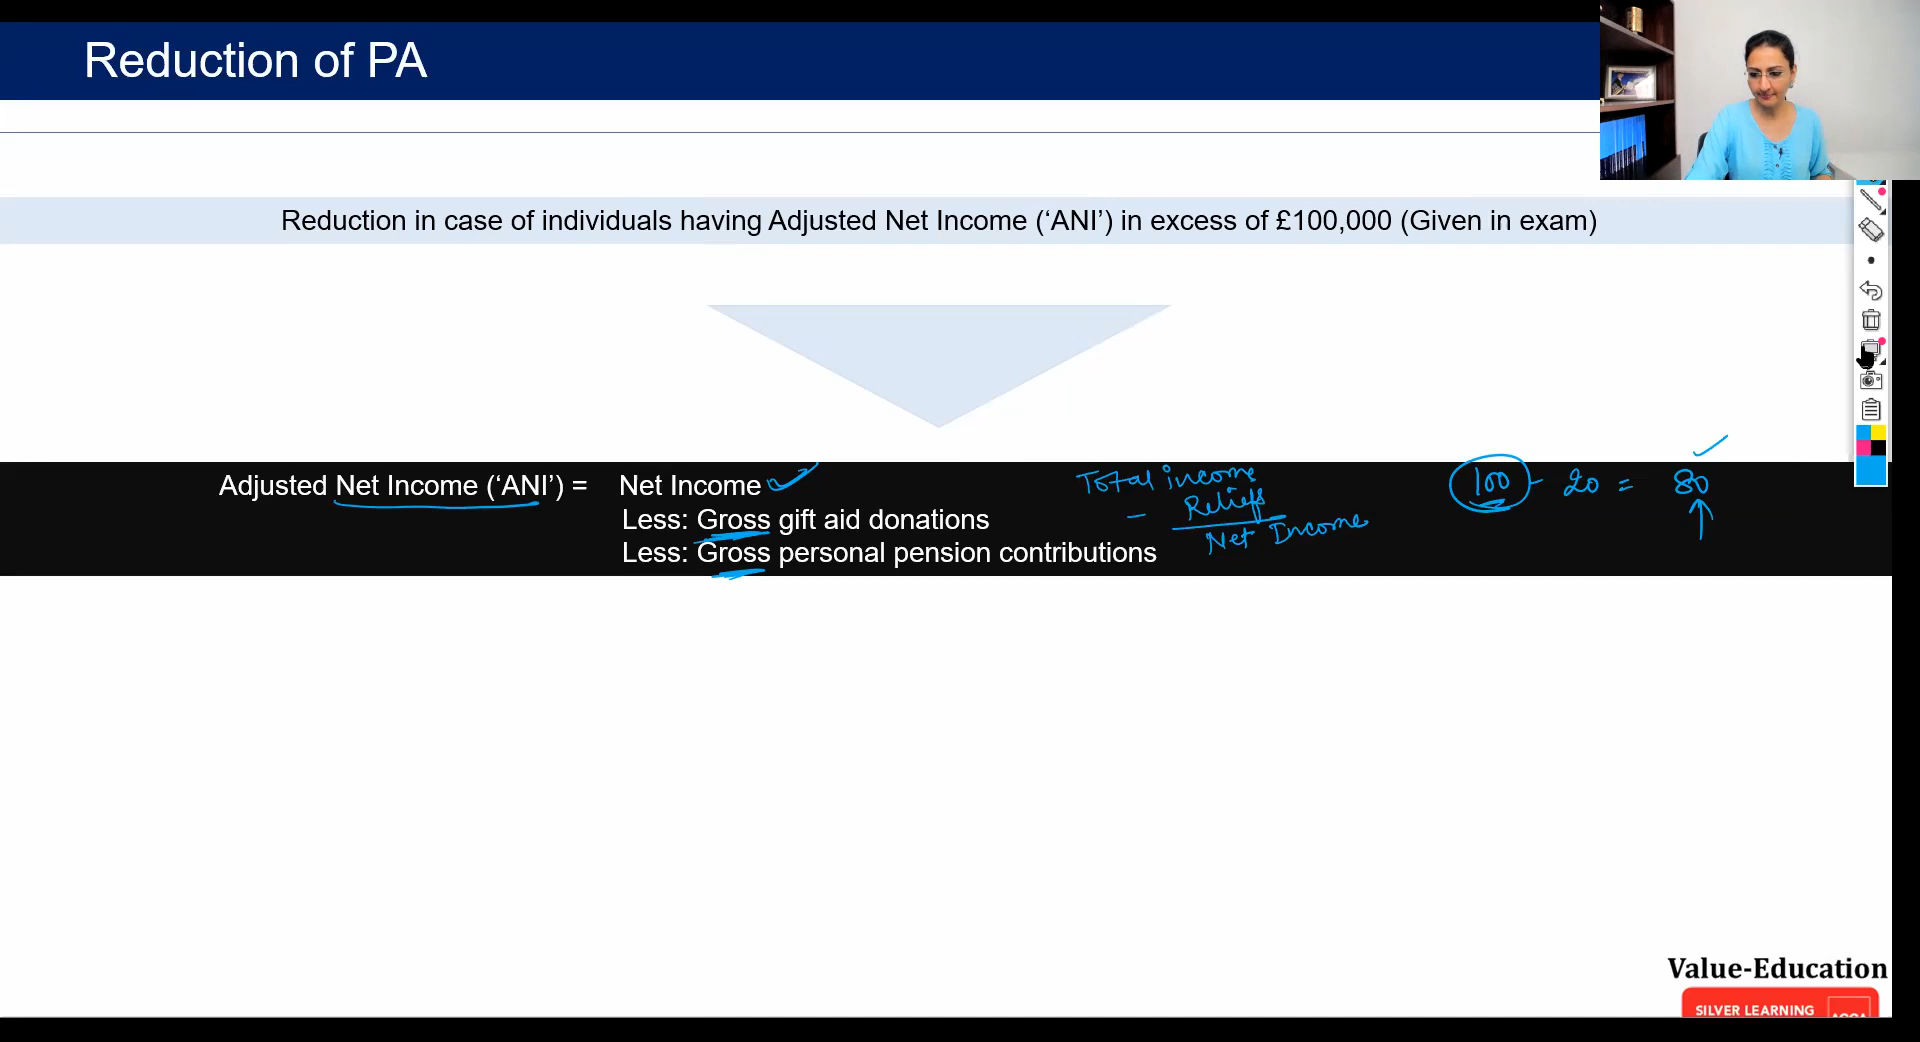 Reduction of PA
Reduction in case of individuals having Adjusted Net Income (‘ANI’) in excess of £100,000 (Given in exam)
Adjusted Net Income (‘ANI’) = Net Income
Less: Gross gift aid donations
Less: Gross personal pension contributions
Total income
- Reliefs
Net Income
100 - 20 = 80
Value-Education
SILVER LEARNING
ACCA